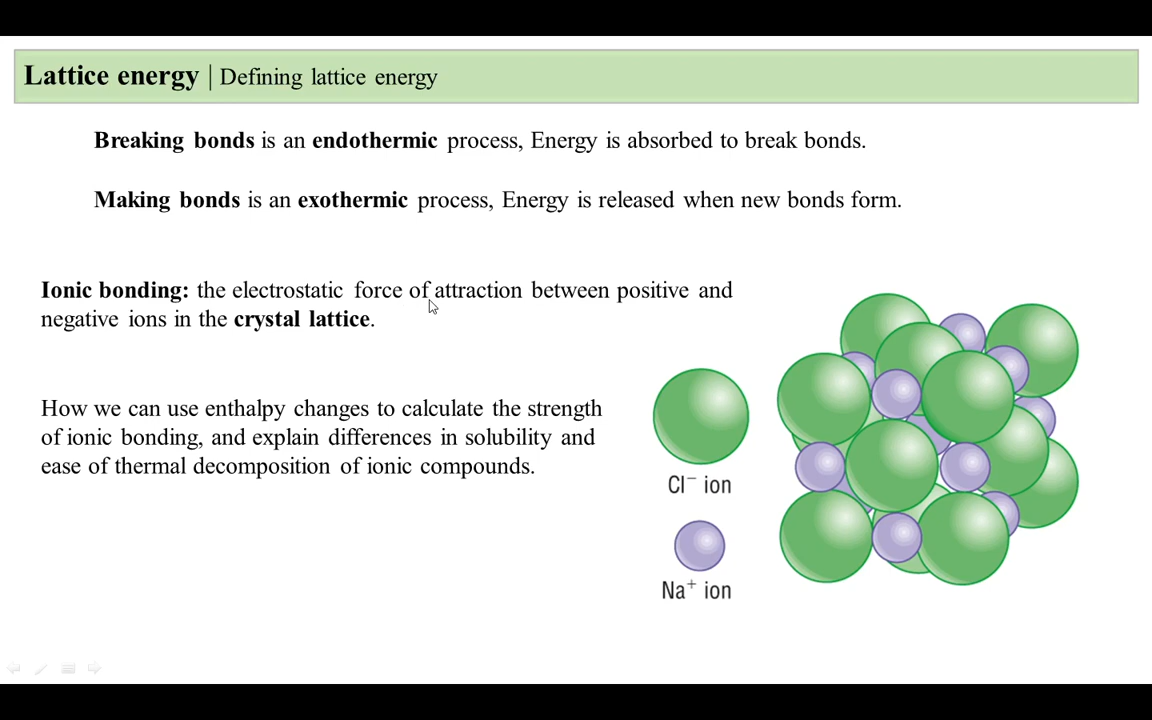 Lattice energy | Defining lattice energy
Breaking bonds is an endothermic process, Energy is absorbed to break bonds.
Making bonds is an exothermic process, Energy is released when new bonds form.
Ionic bonding: the electrostatic force of attraction between positive and
negative ions in the crystal lattice.
How we can use enthalpy changes to calculate the strength
of ionic bonding, and explain differences in solubility and
ease of thermal decomposition of ionic compounds.
Cl⁻ ion
Na⁺ ion